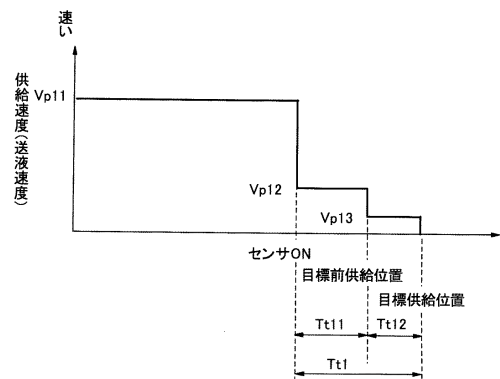 速い
供給速度(送液速度)
Vp11
Vp12
Vp13
センサON
目標前供給位置
目標供給位置
Tt11
Tt12
Tt1